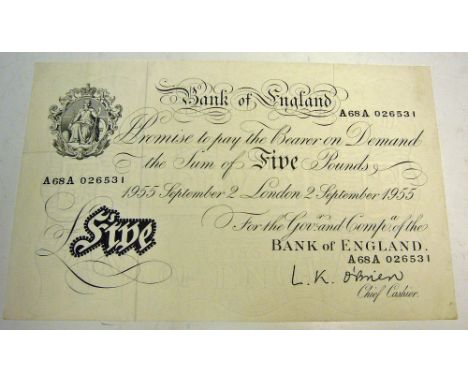 Bank of England
A68A 026531
I Promise to pay the Bearer on Demand
the Sum of Five Pounds
A68A 026531
1955 September 2 London 2 September 1955
For the Govr. and Compa. of the
Five
BANK of ENGLAND.
A68A 026531
L. K. O'Brien
Chief Cashier.